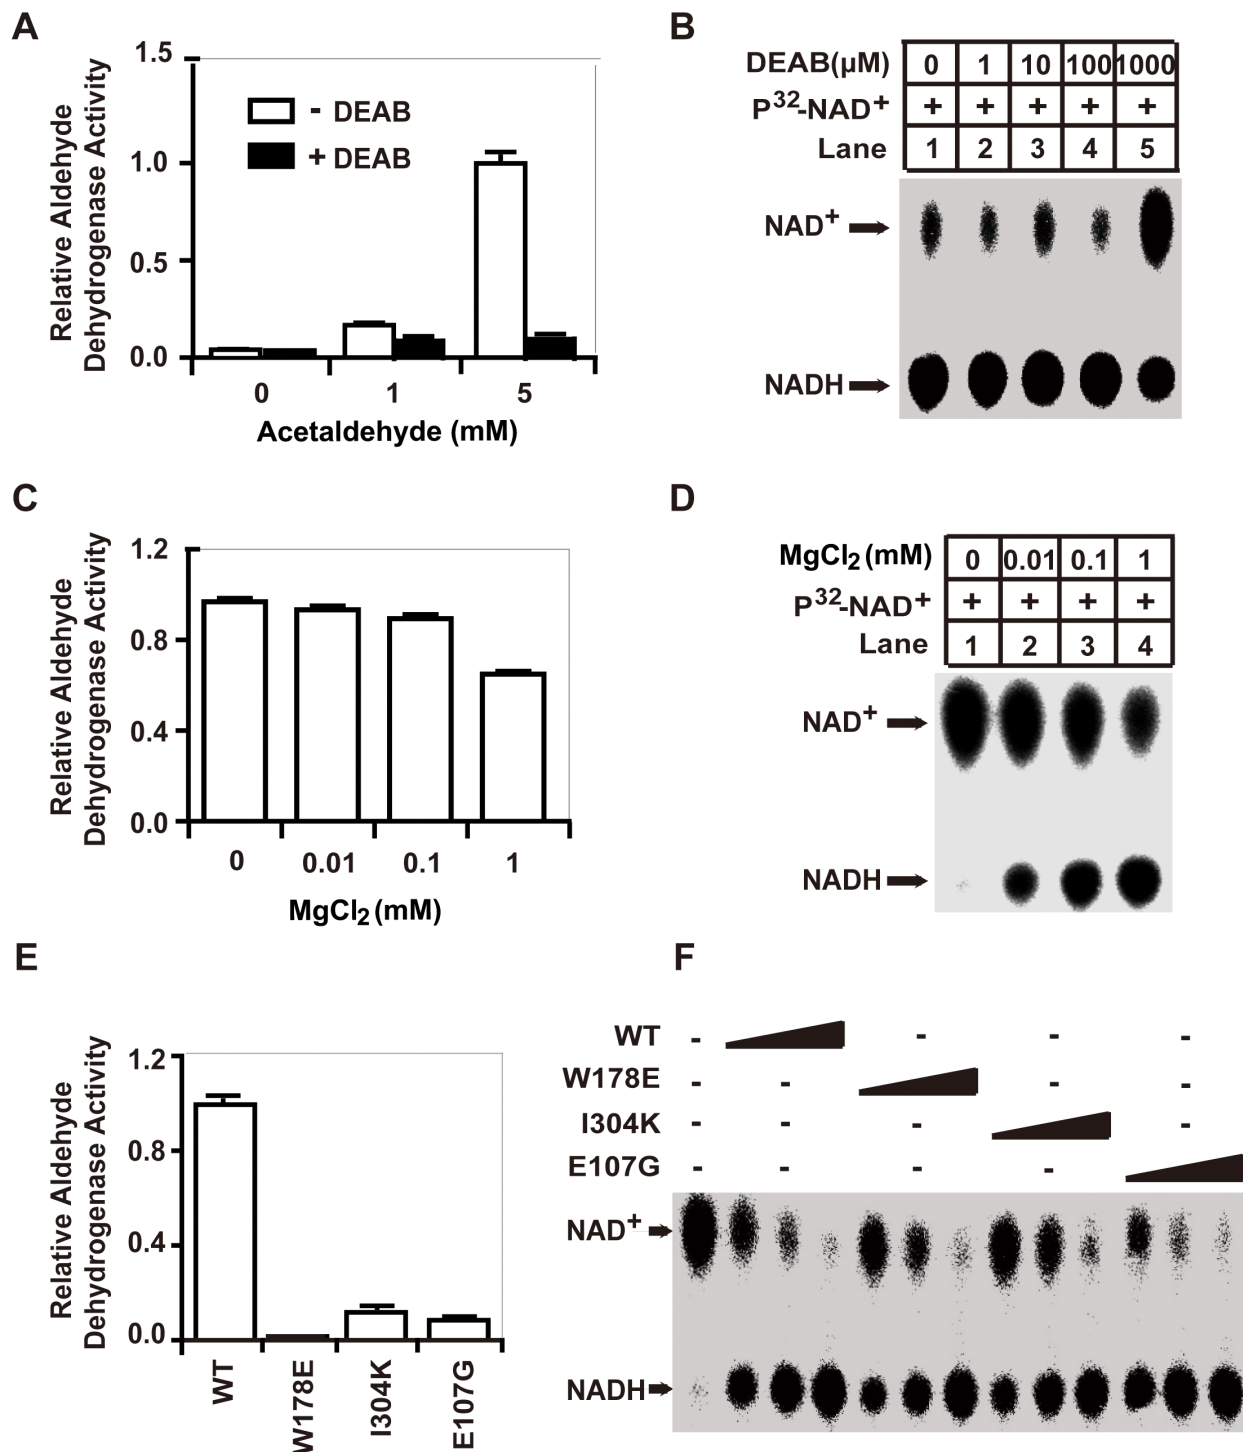 A
Relative Aldehyde
Dehydrogenase Activity
1.5
1.0
0.5
0.0
- DEAB
+ DEAB
0 1 5
Acetaldehyde (mM)
B
DEAB(µM) 0 1 10 100 1000
P32-NAD+ + + + + +
Lane 1 2 3 4 5
NAD+
NADH
C
Relative Aldehyde
Dehydrogenase Activity
1.2
0.8
0.4
0.0
0 0.01 0.1 1
MgCl2 (mM)
D
MgCl2 (mM) 0 0.01 0.1 1
P32-NAD+ + + + +
Lane 1 2 3 4
NAD+
NADH
E
Relative Aldehyde
Dehydrogenase Activity
1.2
0.8
0.4
0.0
WT
W178E
I304K
E107G
F
WT - - - -
W178E - - - -
I304K - - - -
E107G - - - -
NAD+
NADH